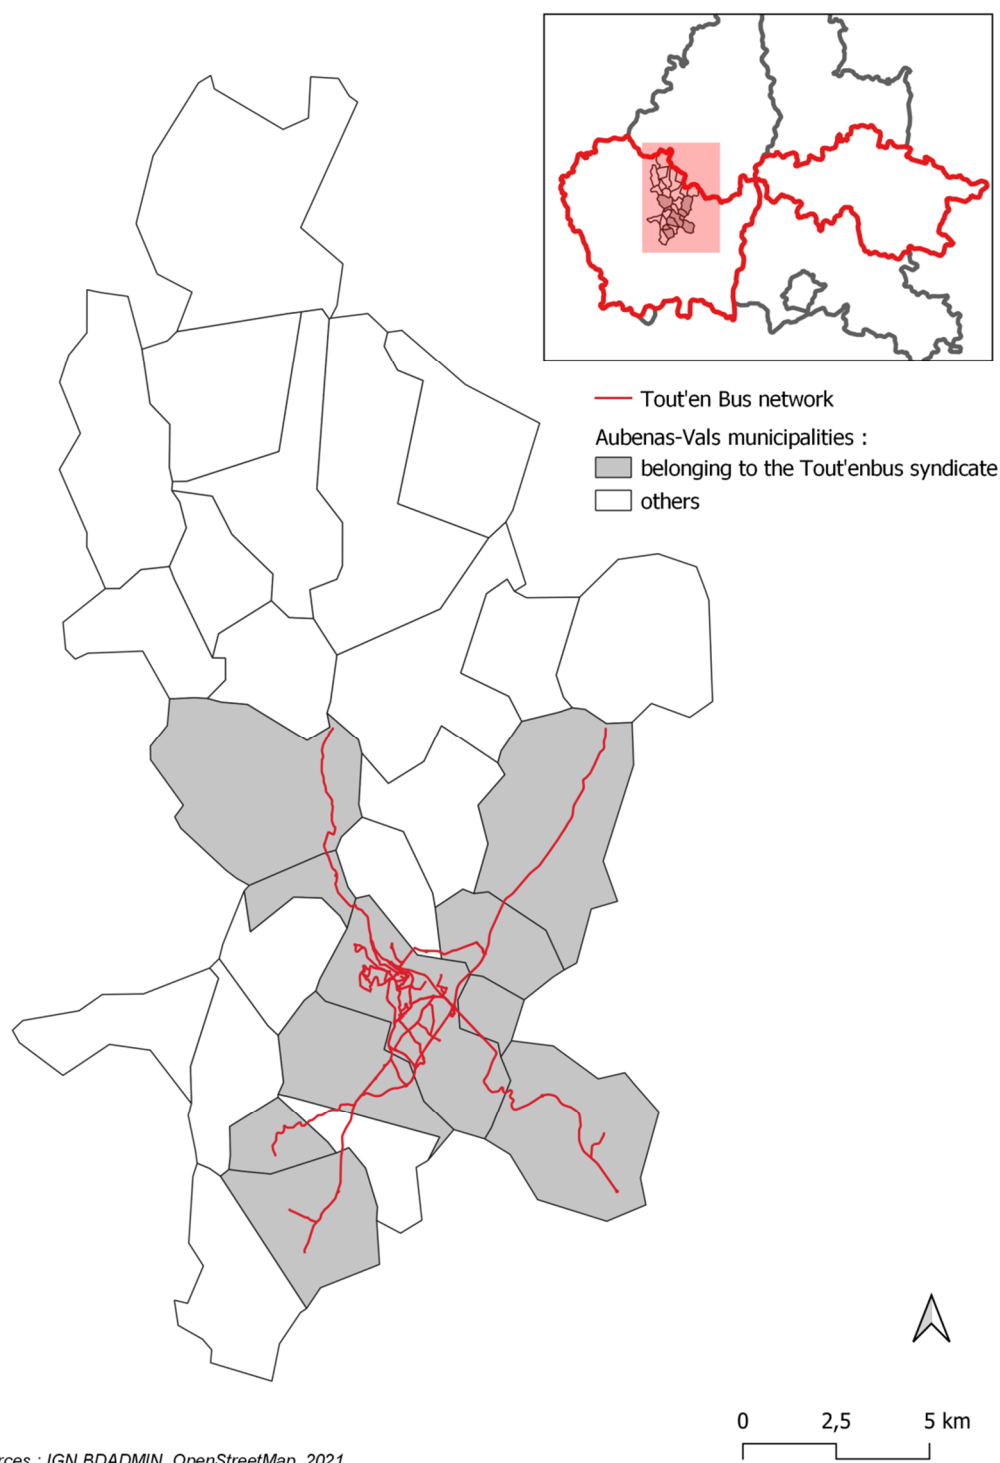 Tout'en Bus network
Aubenas-Vals municipalities :
belonging to the Tout'enbus syndicate
others
0 2,5 5 km
: IGN BDADMIN, OpenStreetMap, 2021